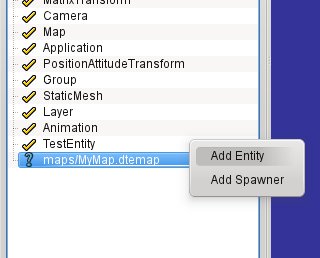 MatrixTransform
Camera
Map
Application
PositionAttitudeTransform
Group
StaticMesh
Layer
Animation
TestEntity
maps/MyMap.dtemap
Add Entity
Add Spawner